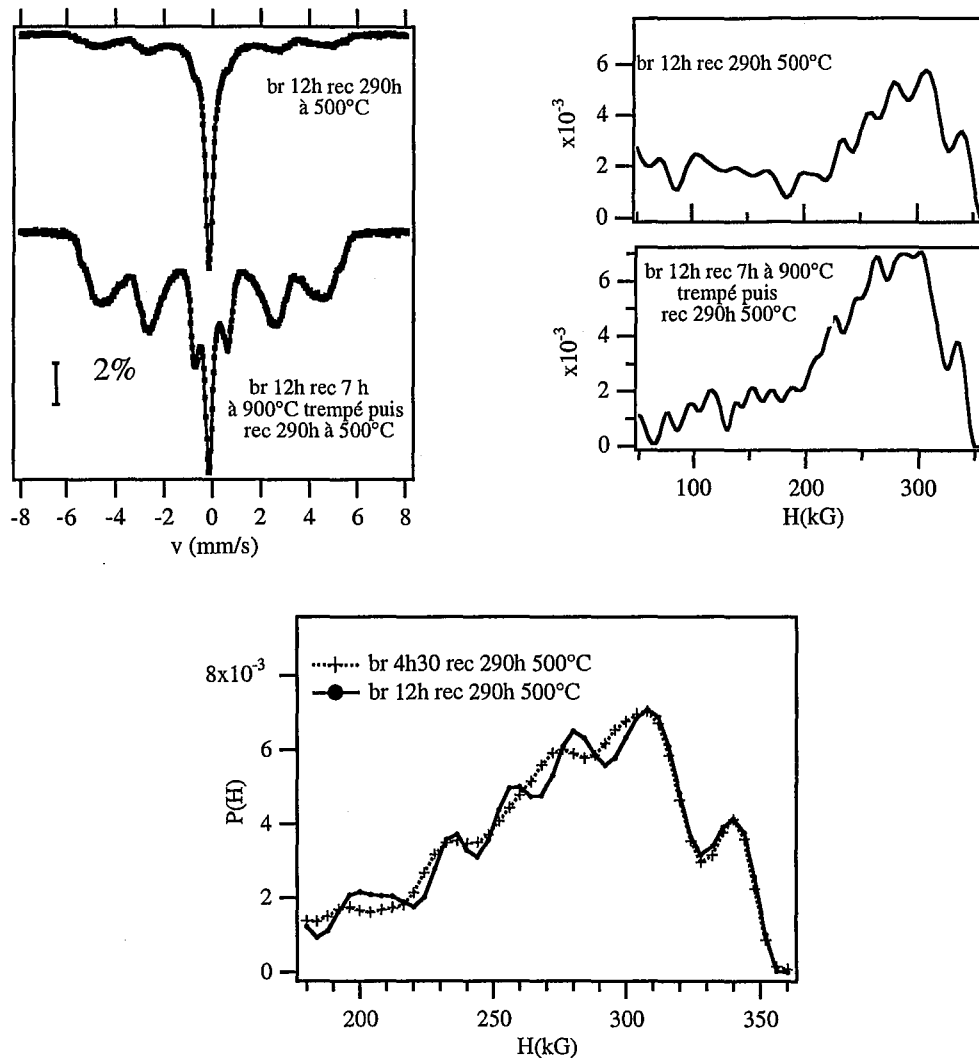 br 12h rec 290h
à 500°C
2%
br 12h rec 7 h
à 900°C trempé puis
rec 290h à 500°C
-8 -6 -4 -2 0 2 4 6 8
v (mm/s)
br 12h rec 290h 500°C
6
4
2
0
x10-3
br 12h rec 7h à 900°C
trempé puis
rec 290h 500°C
6
4
2
0
x10-3
100 200 300
H(kG)
br 4h30 rec 290h 500°C
br 12h rec 290h 500°C
8x10-3
6
4
2
0
P(H)
200 250 300 350
H(kG)